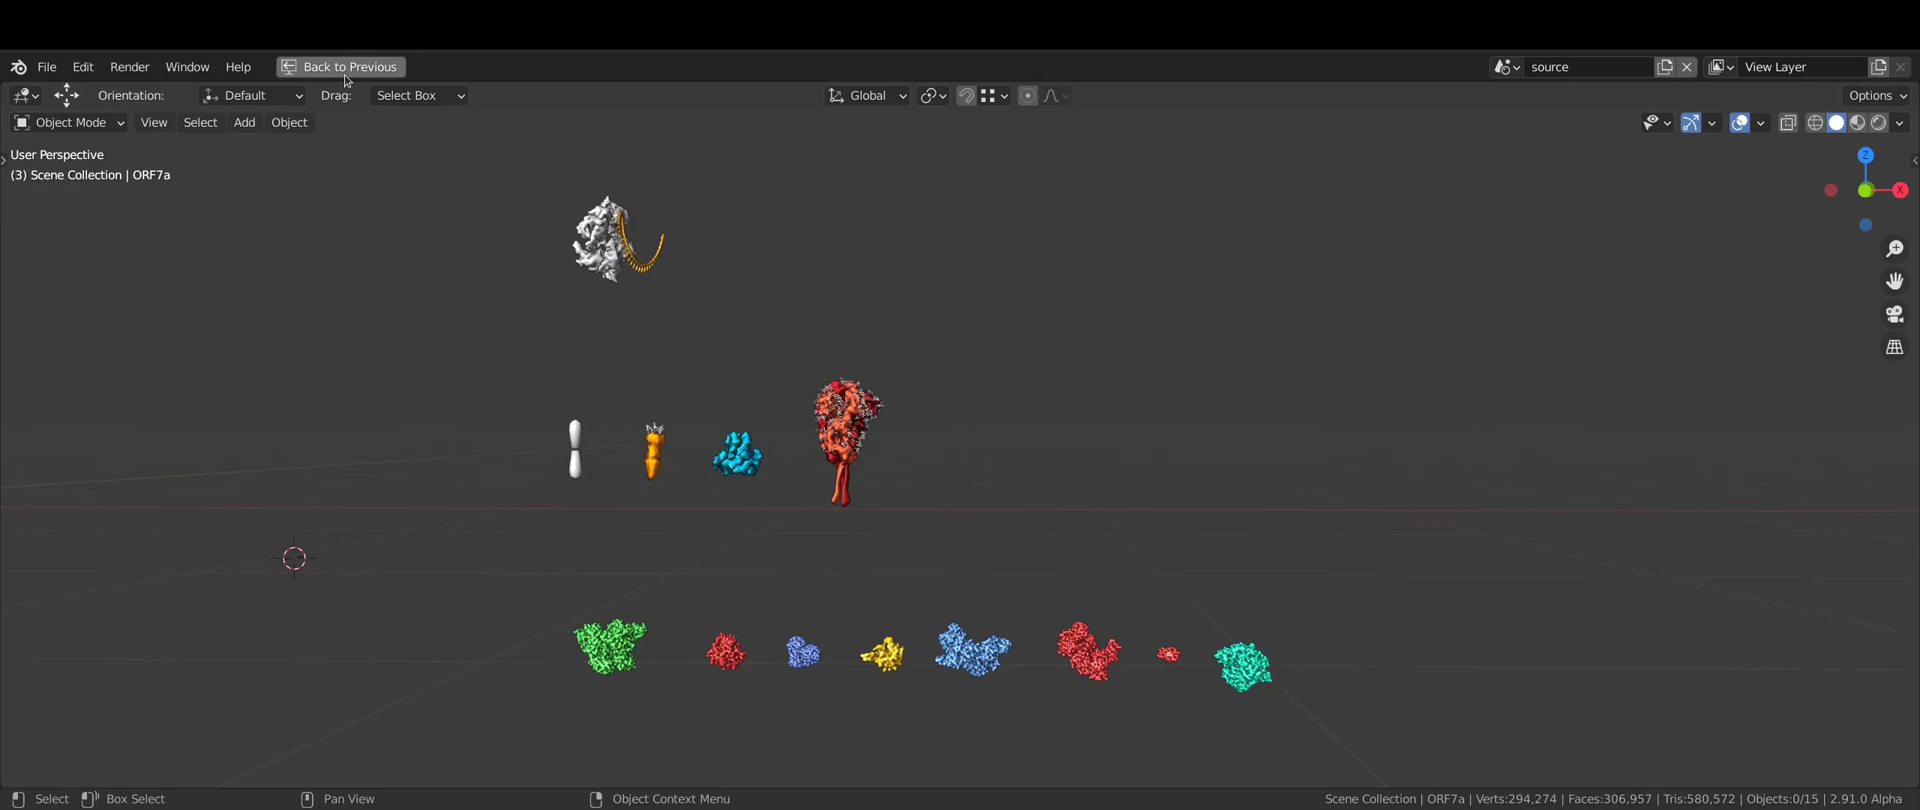 File Edit Render Window Help Back to Previous source View Layer
Orientation: Default Drag: Select Box Global Options
Object Mode View Select Add Object
User Perspective
(3) Scene Collection | ORF7a
Z
X
Select Box Select Pan View Object Context Menu Scene Collection | ORF7a | Verts:294,274 | Faces:306,957 | Tris:580,572 | Objects:0/15 | 2.91.0 Alpha